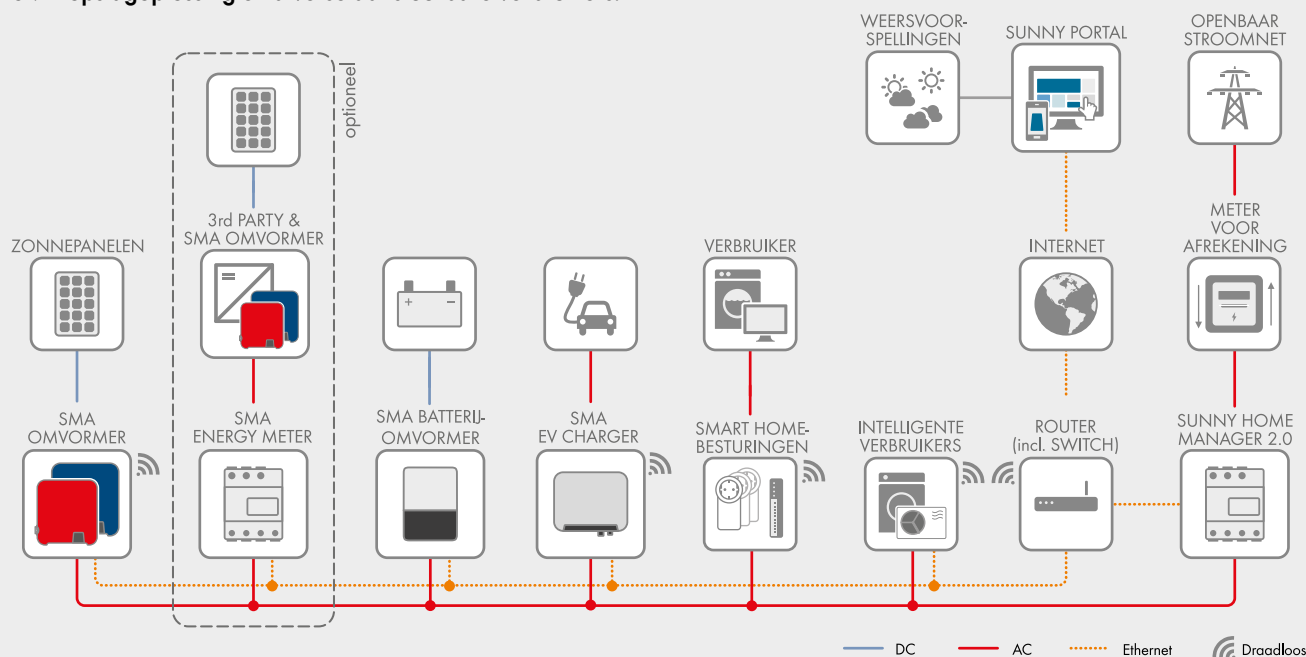 WEERSVOOR-
SPELLINGEN
SUNNY PORTAL
OPENBAAR
STROOMNET
optioneel
ZONNEPANELEN
3rd PARTY &
SMA OMVORMER
VERBRUIKER
INTERNET
METER
VOOR
AFREKENING
SMA
OMVORMER
SMA
ENERGY METER
SMA BATTERIJ-
OMVORMER
SMA
EV CHARGER
SMART HOME-
BESTURINGEN
INTELLIGENTE
VERBRUIKERS
ROUTER
(incl. SWITCH)
SUNNY HOME
MANAGER 2.0
DC
AC
Ethernet
Draadloos